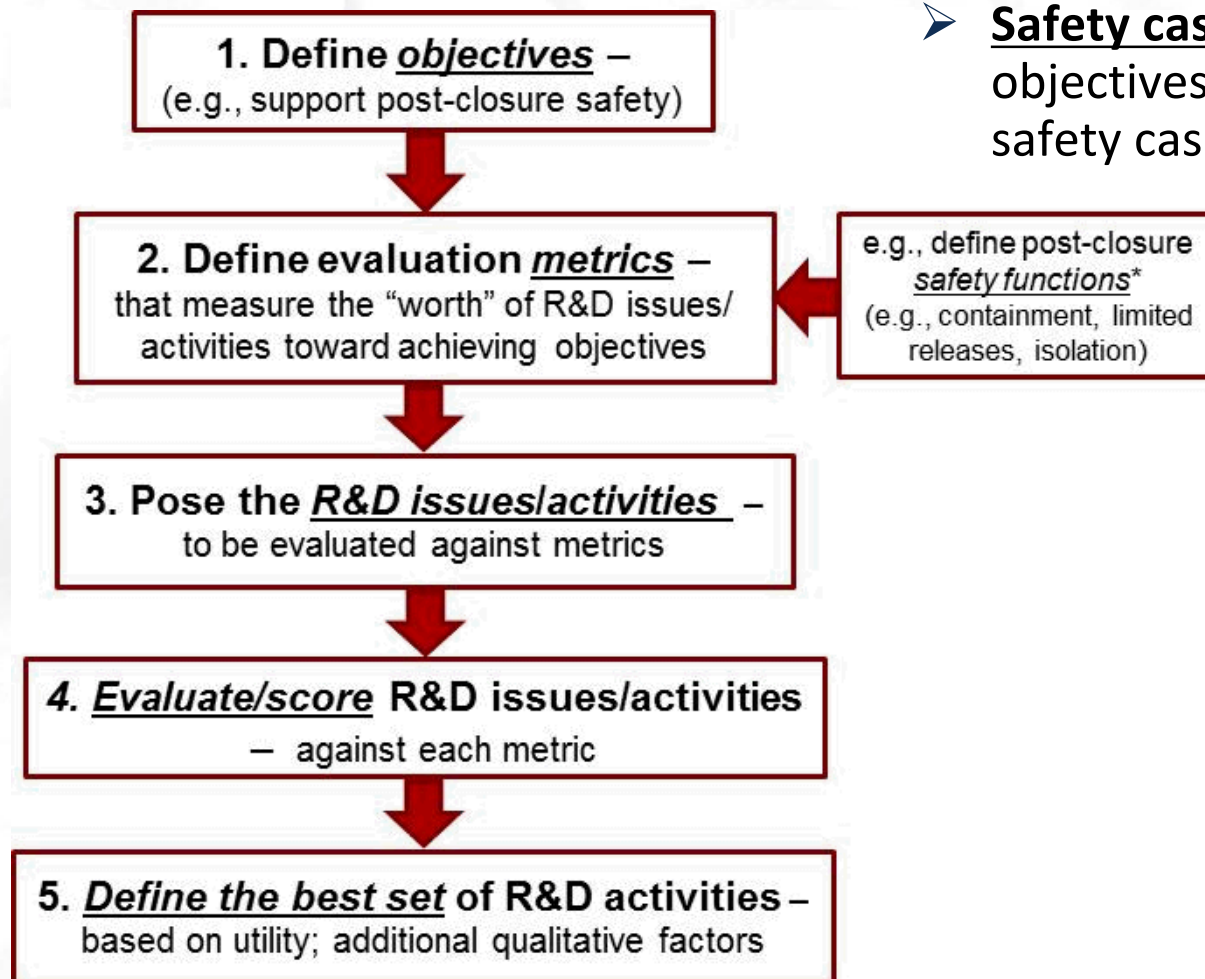 1. Define objectives –
(e.g., support post-closure safety)
➢ Safety cas
objectives
safety cas
2. Define evaluation metrics –
that measure the “worth” of R&D issues/
activities toward achieving objectives
e.g., define post-closure
safety functions*
(e.g., containment, limited
releases, isolation)
3. Pose the R&D issues/activities –
to be evaluated against metrics
4. Evaluate/score R&D issues/activities
– against each metric
5. Define the best set of R&D activities –
based on utility; additional qualitative factors